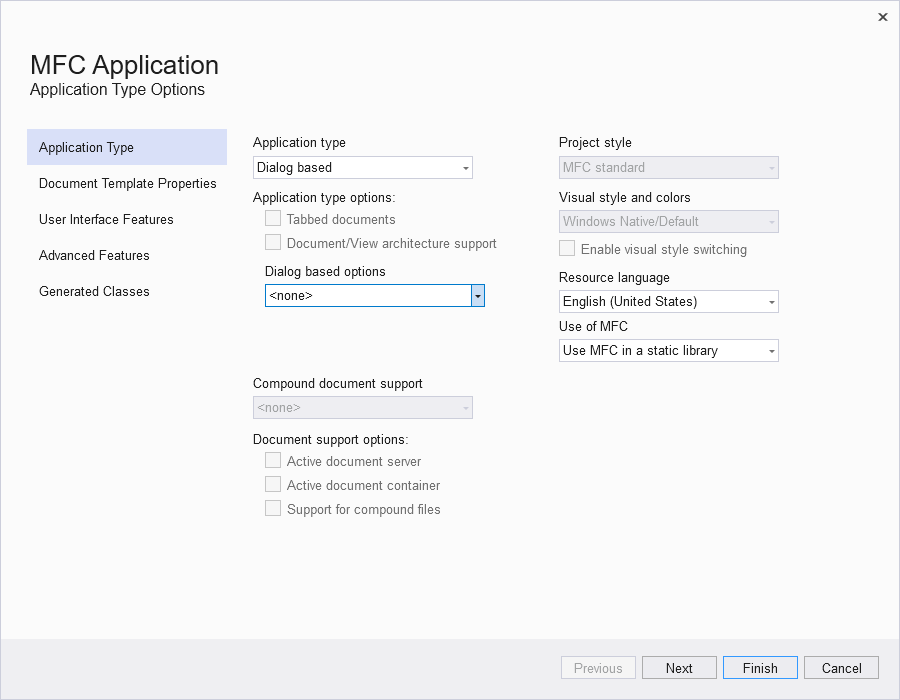 MFC Application
Application Type Options
Application Type
Document Template Properties
User Interface Features
Advanced Features
Generated Classes
Application type
Dialog based
Application type options:
Tabbed documents
Document/View architecture support
Dialog based options
<none>
Compound document support
<none>
Document support options:
Active document server
Active document container
Support for compound files
Project style
MFC standard
Visual style and colors
Windows Native/Default
Enable visual style switching
Resource language
English (United States)
Use of MFC
Use MFC in a static library
Previous
Next
Finish
Cancel